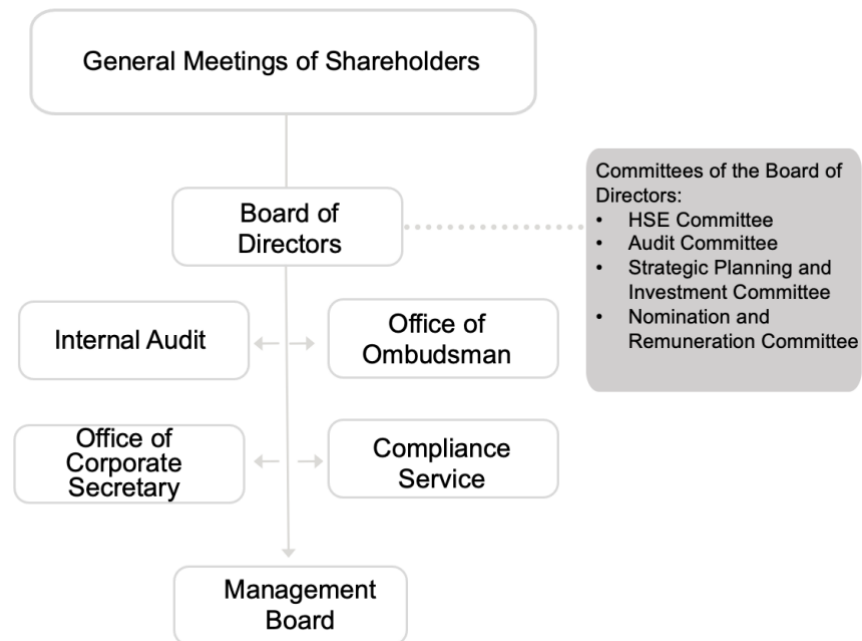 General Meetings of Shareholders
Board of
Directors
Committees of the Board of
Directors:
• HSE Committee
• Audit Committee
• Strategic Planning and
Investment Committee
• Nomination and
Remuneration Committee
Internal Audit
Office of
Ombudsman
Office of
Corporate
Secretary
Compliance
Service
Management
Board